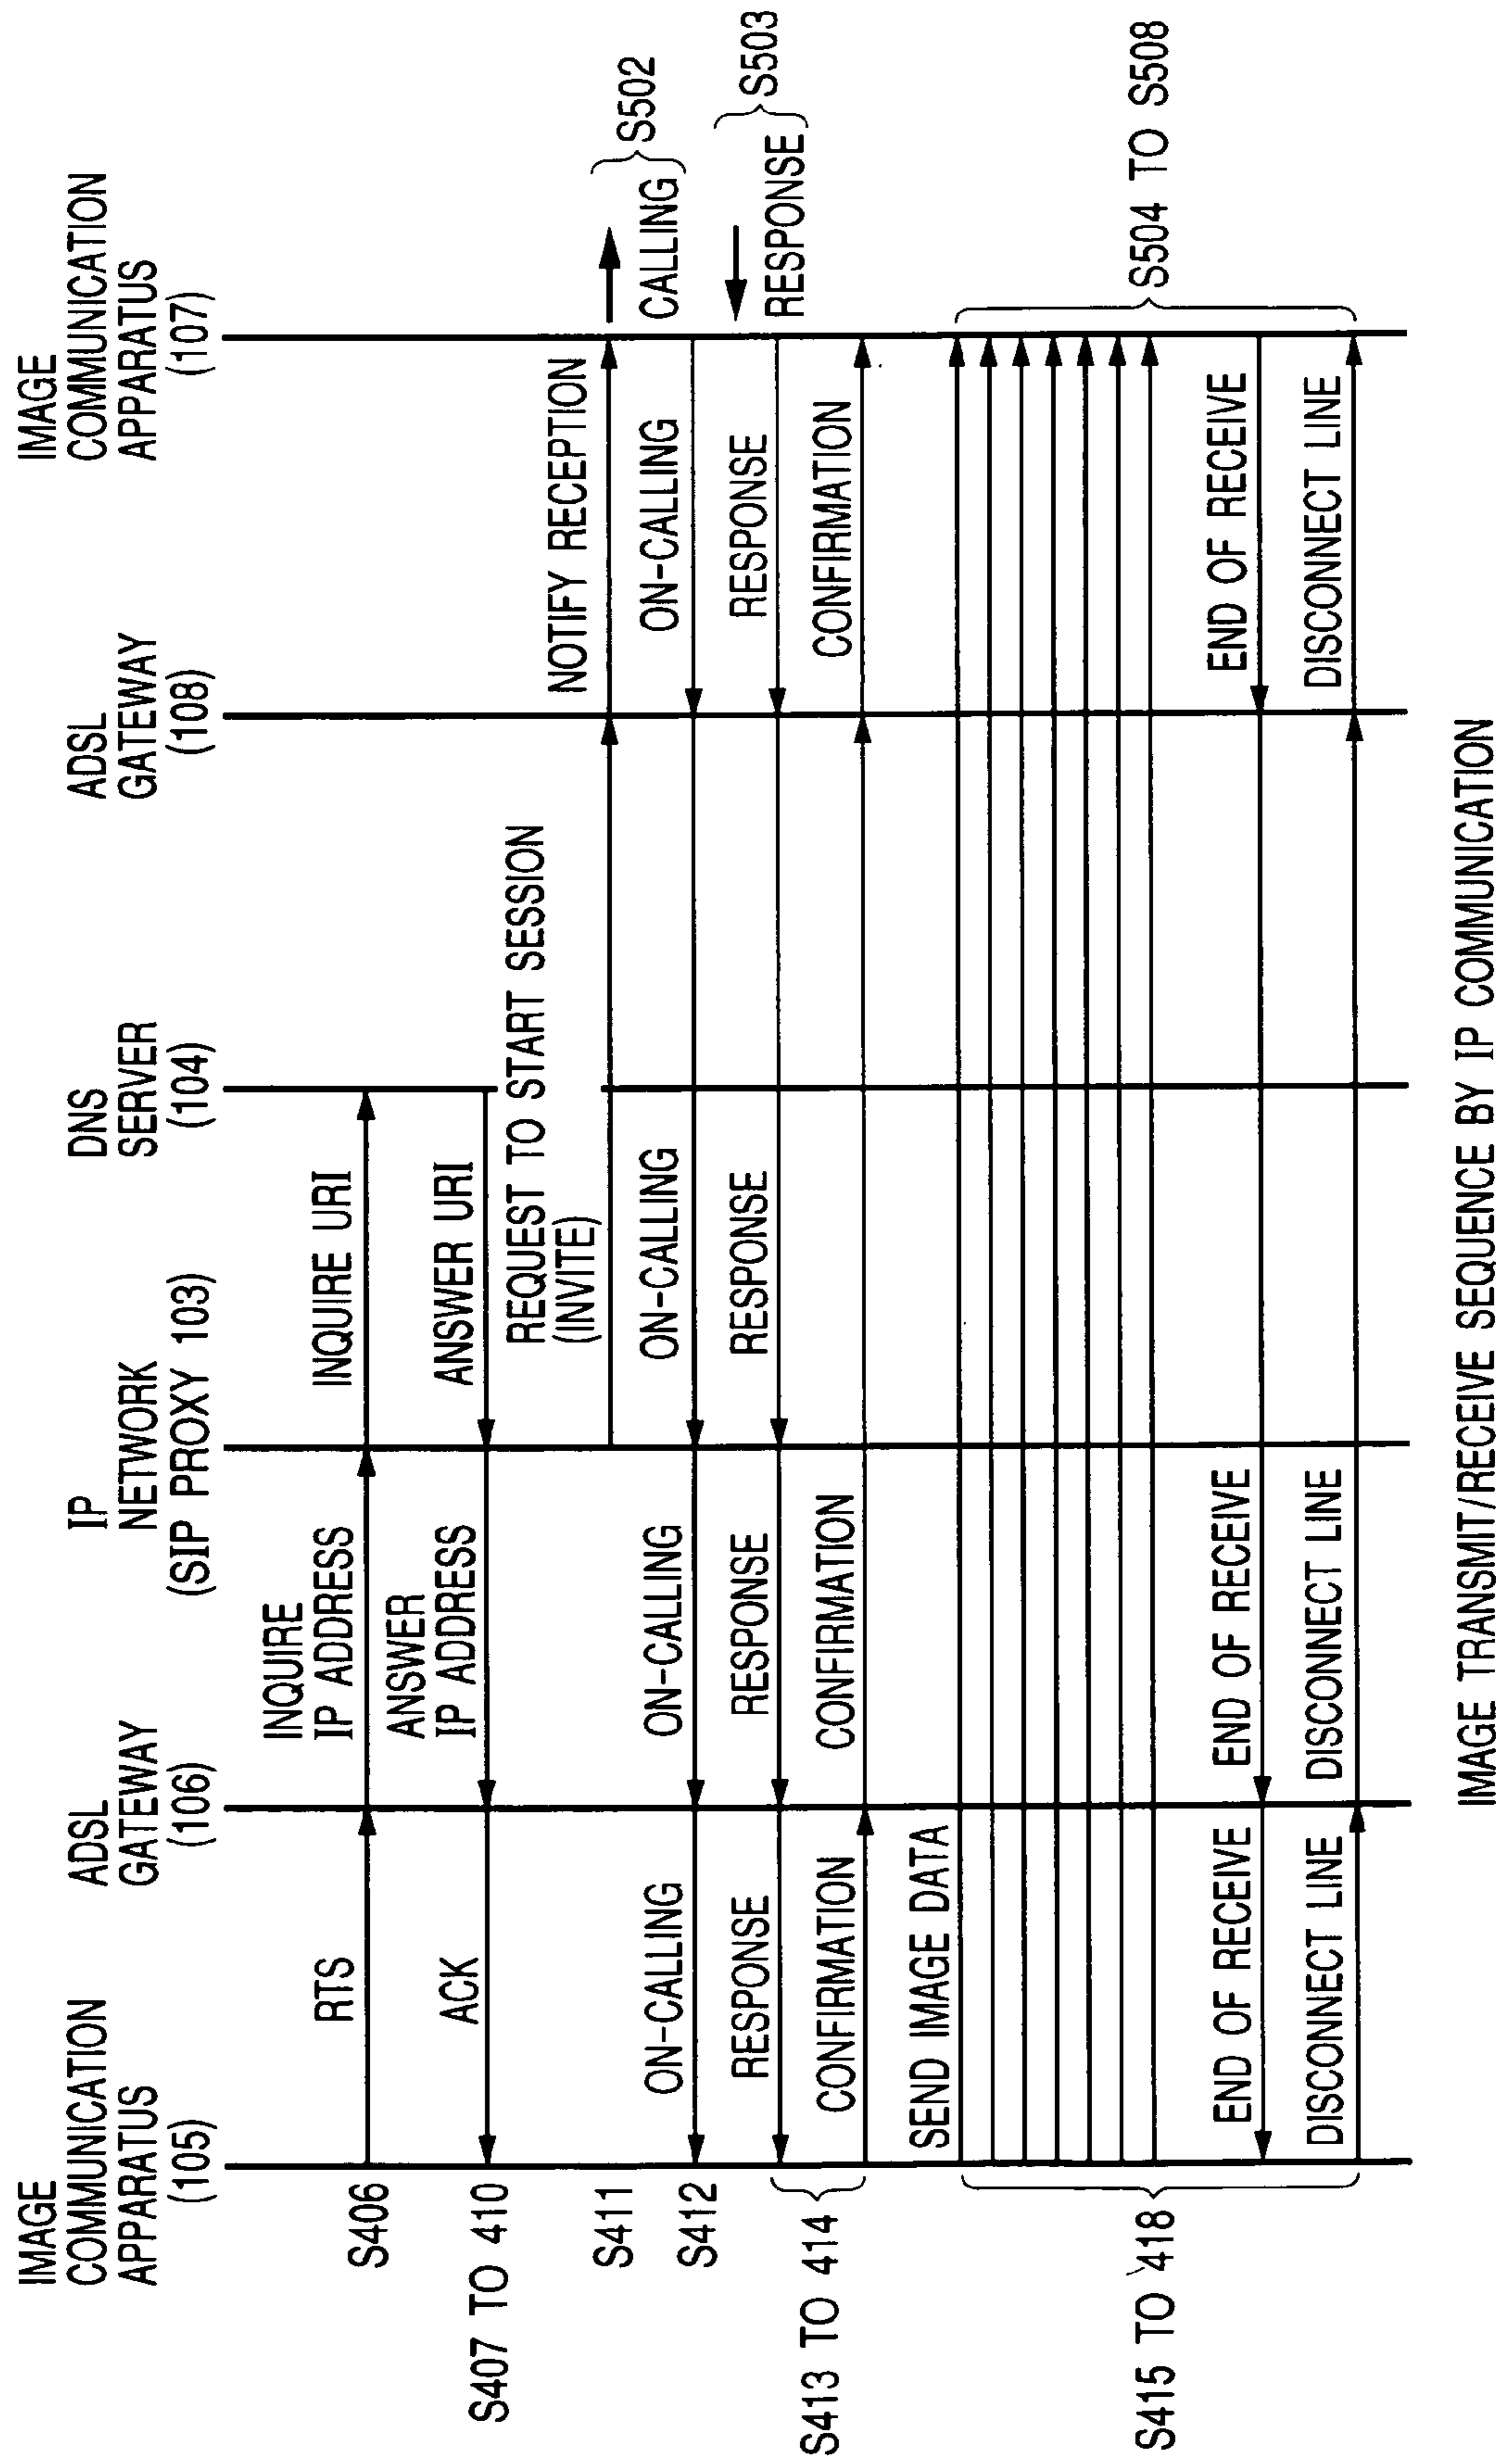 IMAGE
COMMUNICATION
APPARATUS
(105)
ADSL
GATEWAY
(106)
IP
NETWORK
(SIP PROXY 103)
DNS
SERVER
(104)
ADSL
GATEWAY
(108)
IMAGE
COMMUNICATION
APPARATUS
(107)
S406
RTS
INQUIRE
IP ADDRESS
INQUIRE URI
S407 TO 410
ACK
ANSWER
IP ADDRESS
ANSWER URI
S411
REQUEST TO START SESSION
(INVITE)
NOTIFY RECEPTION
CALLING
S502
S412
ON-CALLING
ON-CALLING
ON-CALLING
ON-CALLING
S413 TO 414
RESPONSE
RESPONSE
RESPONSE
RESPONSE
RESPONSE
S503
CONFIRMATION
CONFIRMATION
CONFIRMATION
S415 TO 418
SEND IMAGE DATA
S504 TO S508
END OF RECEIVE
END OF RECEIVE
END OF RECEIVE
DISCONNECT LINE
DISCONNECT LINE
DISCONNECT LINE
IMAGE TRANSMIT/RECEIVE SEQUENCE BY IP COMMUNICATION